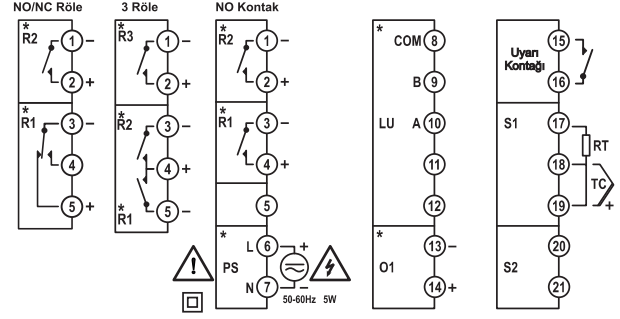 NO/NC Röle
* R2 1 –
2 +
* R1 3 –
4
5 +
3 Röle
* R3 1 –
2 +
* R2 3 –
4 +
* R1 5 –
NO Kontak
* R2 1 –
2 +
* R1 3 –
4 +
5
* PS
L 6 +
N 7 –
50-60Hz 5W
*
COM 8
B 9
LU A 10
11
12
* O1
13 –
14 +
Uyarı
Kontağı
15
16
S1 17
18
19
RT
TC
– +
S2
20
21